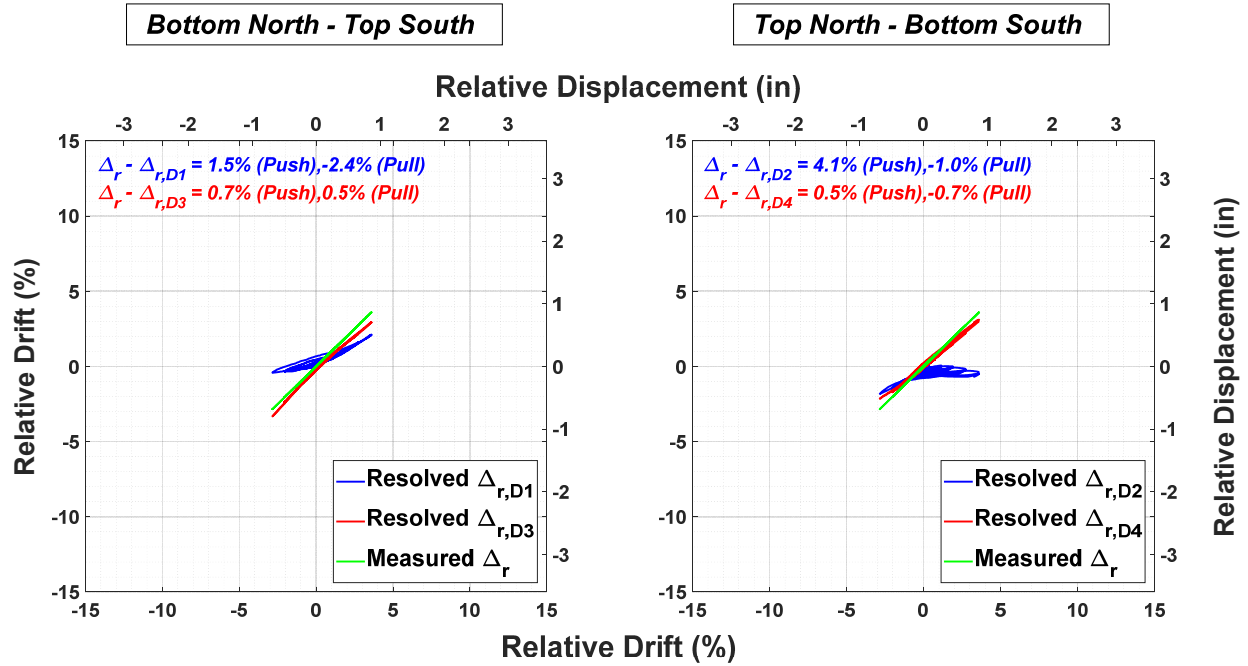 Bottom North - Top South
Top North - Bottom South
Relative Displacement (in)
-3 -2 -1 0 1 2 3
-3 -2 -1 0 1 2 3
Δr - Δr,D1 = 1.5% (Push),-2.4% (Pull)
Δr - Δr,D3 = 0.7% (Push),0.5% (Pull)
Δr - Δr,D2 = 4.1% (Push),-1.0% (Pull)
Δr - Δr,D4 = 0.5% (Push),-0.7% (Pull)
Relative Drift (%)
15
10
5
0
-5
-10
-15
3
2
1
0
-1
-2
-3
15
10
5
0
-5
-10
-15
3
2
1
0
-1
-2
-3
Relative Displacement (in)
Resolved Δr,D1
Resolved Δr,D3
Measured Δr
Resolved Δr,D2
Resolved Δr,D4
Measured Δr
-15 -10 -5 0 5 10 15
-15 -10 -5 0 5 10 15
Relative Drift (%)